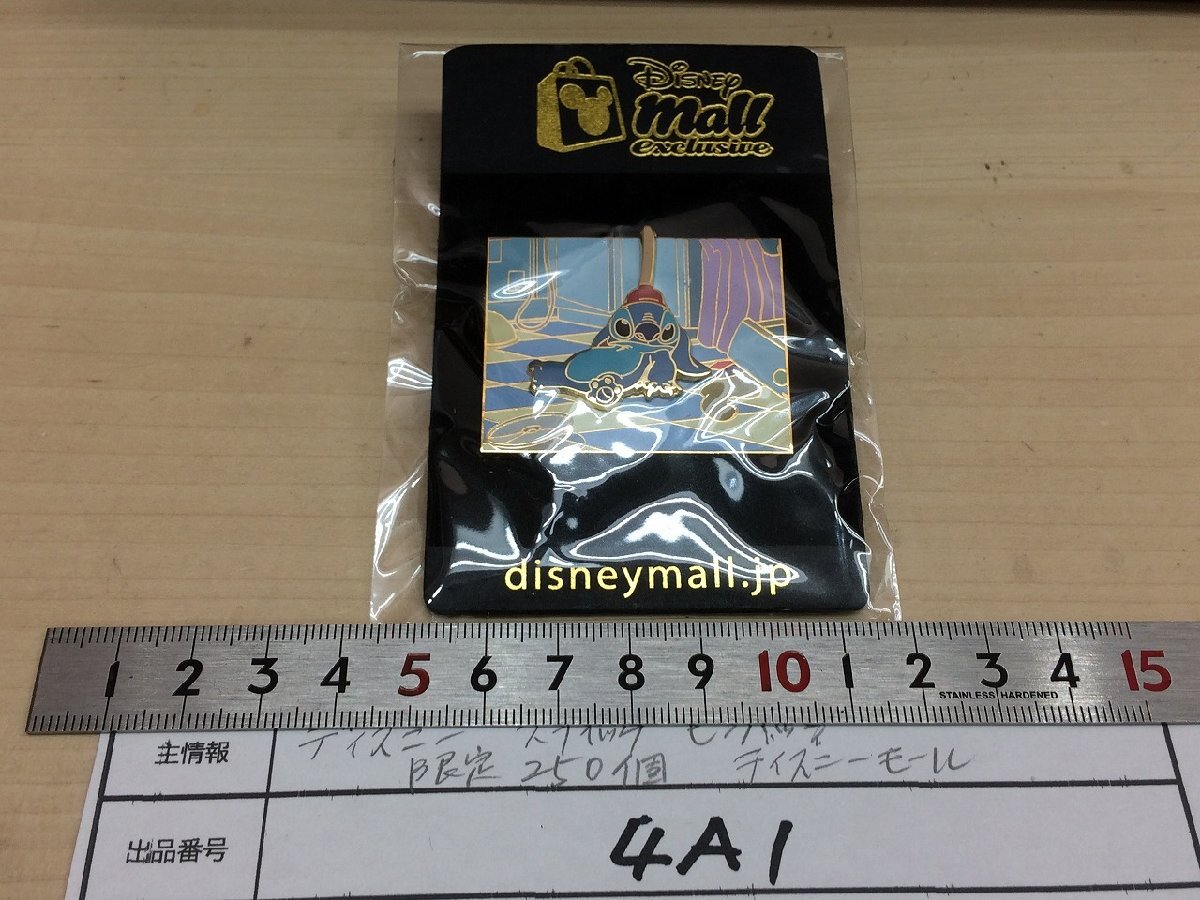 Disney
Mall
exclusive
disneymall.jp
1 2 3 4 5 6 7 8 9 10 1 2 3 4 15
STAINLESS HARDENED
主情報
ディズニー スティッチ ピンバッヂ
限定 250個 ディズニーモール
出品番号
4A1